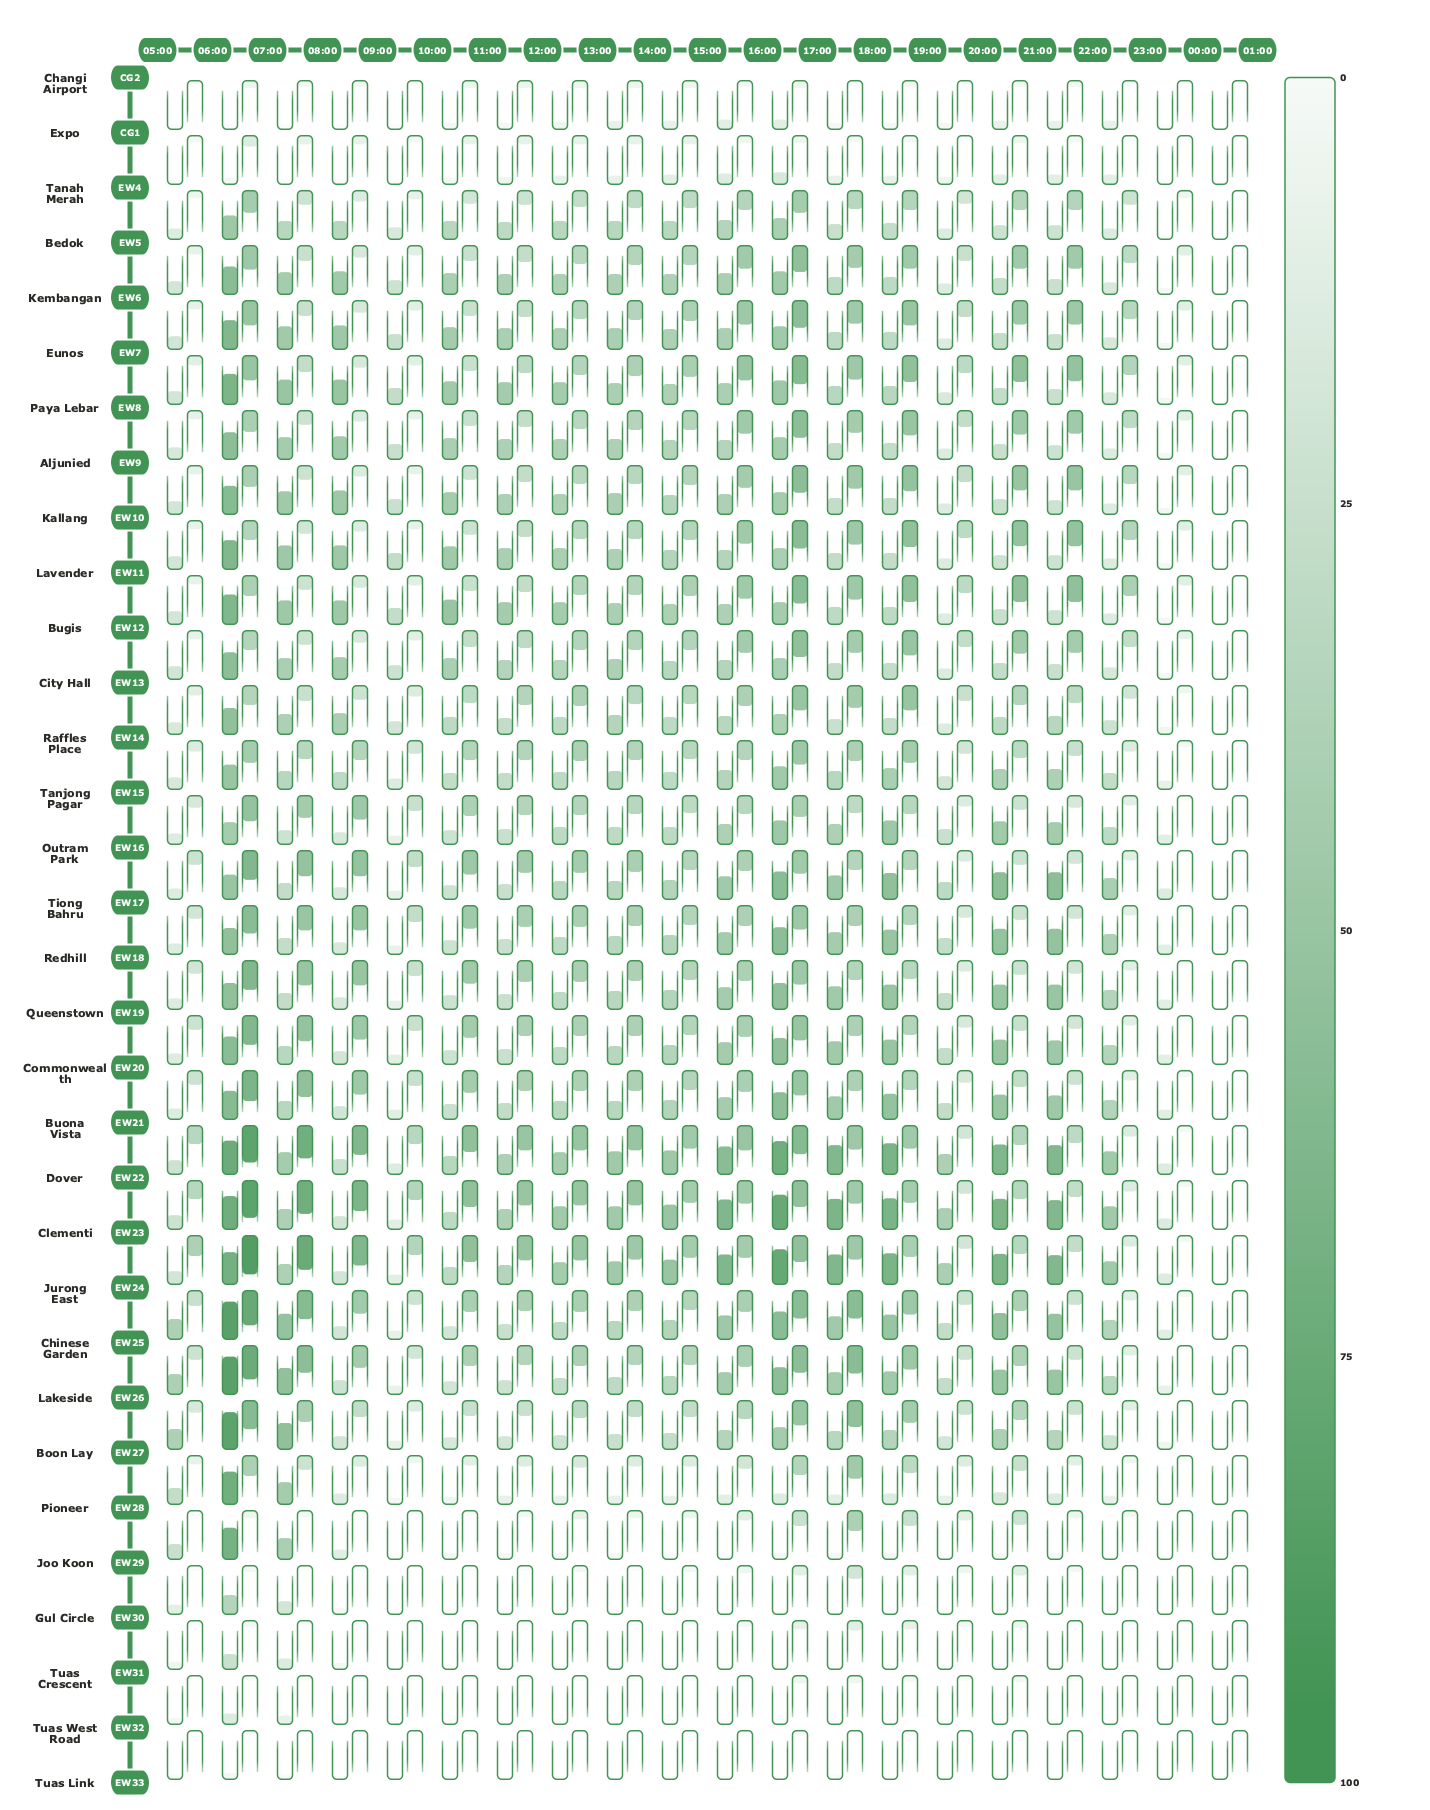 05:00 06:00 07:00 08:00 09:00 10:00 11:00 12:00 13:00 14:00 15:00 16:00 17:00 18:00 19:00 20:00 21:00 22:00 23:00 00:00 01:00
Changi
Airport
CG2
0
Expo CG1
Tanah
Merah
EW4
Bedok EW5
Kembangan EW6
Eunos EW7
Paya Lebar EW8
Aljunied EW9
25
Kallang EW10
Lavender EW11
Bugis EW12
City Hall EW13
Raffles
Place
EW14
Tanjong
Pagar
EW15
Outram
Park
EW16
Tiong
Bahru
EW17
50
Redhill EW18
Queenstown EW19
Commonweal
th
EW20
Buona
Vista
EW21
Dover EW22
Clementi EW23
Jurong
East
EW24
Chinese
Garden
EW25
75
Lakeside EW26
Boon Lay EW27
Pioneer EW28
Joo Koon EW29
Gul Circle EW30
Tuas
Crescent
EW31
Tuas West
Road
EW32
Tuas Link EW33
100